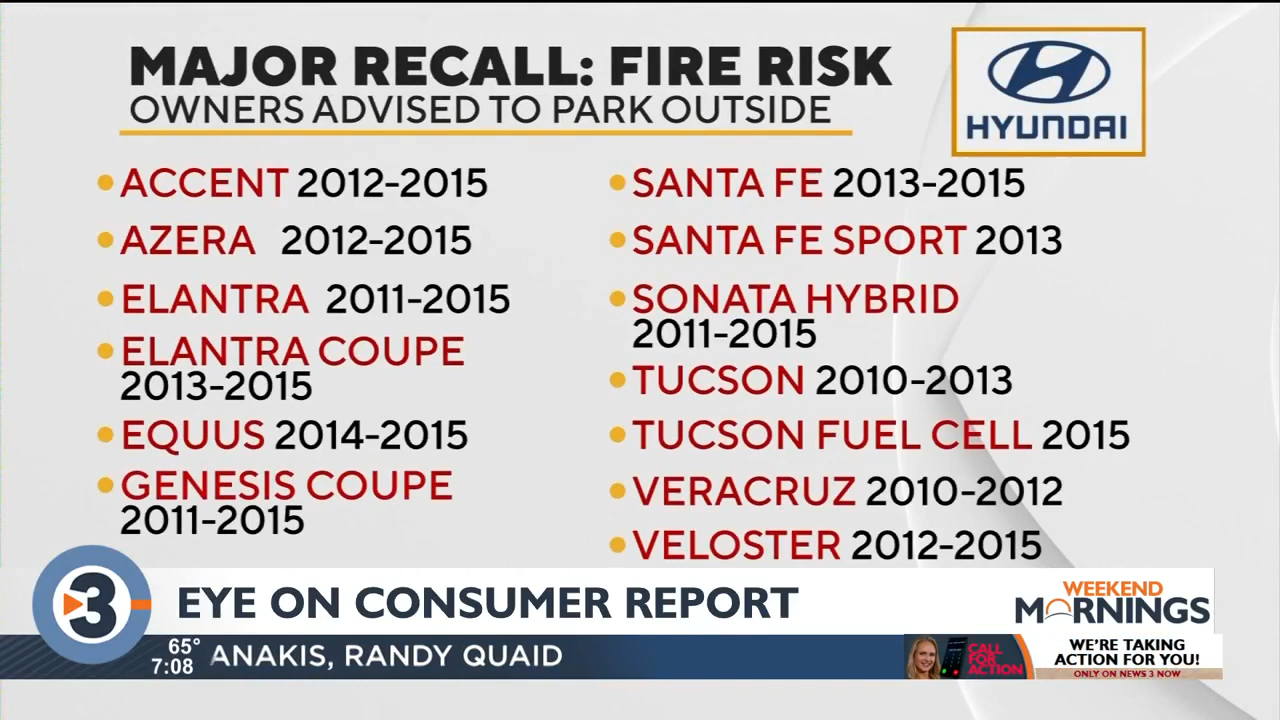 MAJOR RECALL: FIRE RISK
OWNERS ADVISED TO PARK OUTSIDE
HYUNDAI
ACCENT 2012-2015
AZERA 2012-2015
ELANTRA 2011-2015
ELANTRA COUPE
2013-2015
EQUUS 2014-2015
GENESIS COUPE
2011-2015
SANTA FE 2013-2015
SANTA FE SPORT 2013
SONATA HYBRID
2011-2015
TUCSON 2010-2013
TUCSON FUEL CELL 2015
VERACRUZ 2010-2012
VELOSTER 2012-2015
3
EYE ON CONSUMER REPORT
WEEKEND
MORNINGS
65°
7:08
ANAKIS, RANDY QUAID
CALL
FOR
ACTION
WE'RE TAKING
ACTION FOR YOU!
ONLY ON NEWS 3 NOW